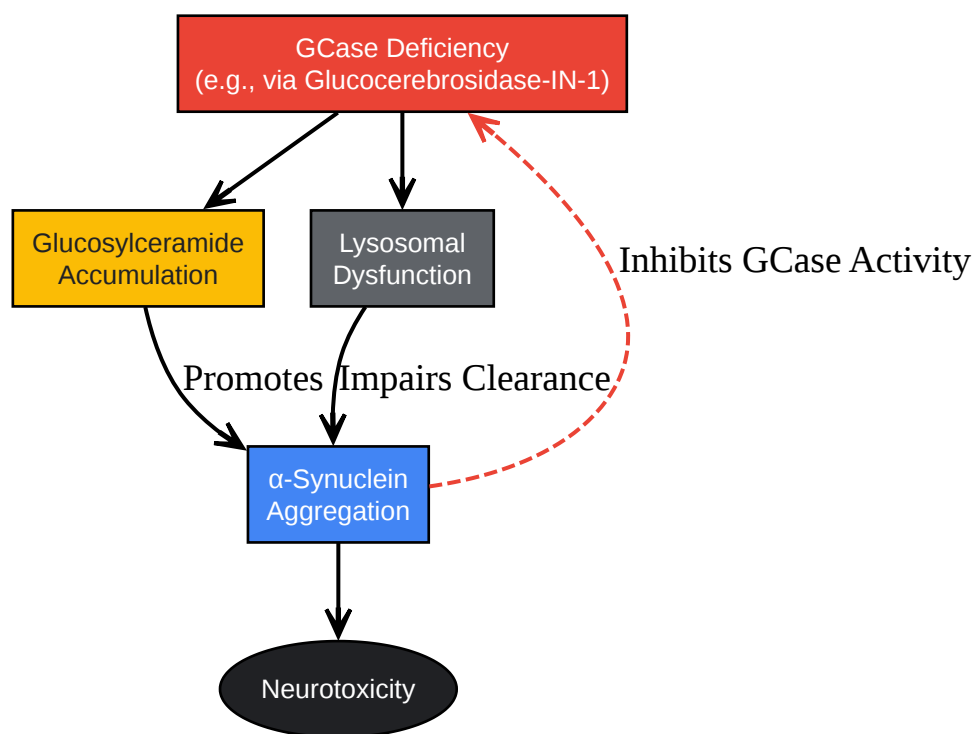 GCase Deficiency
(e.g., via Glucocerebrosidase-IN-1)
Glucosylceramide
Accumulation
Lysosomal
Dysfunction
Inhibits GCase Activity
Promotes
Impairs Clearance
α-Synuclein
Aggregation
Neurotoxicity